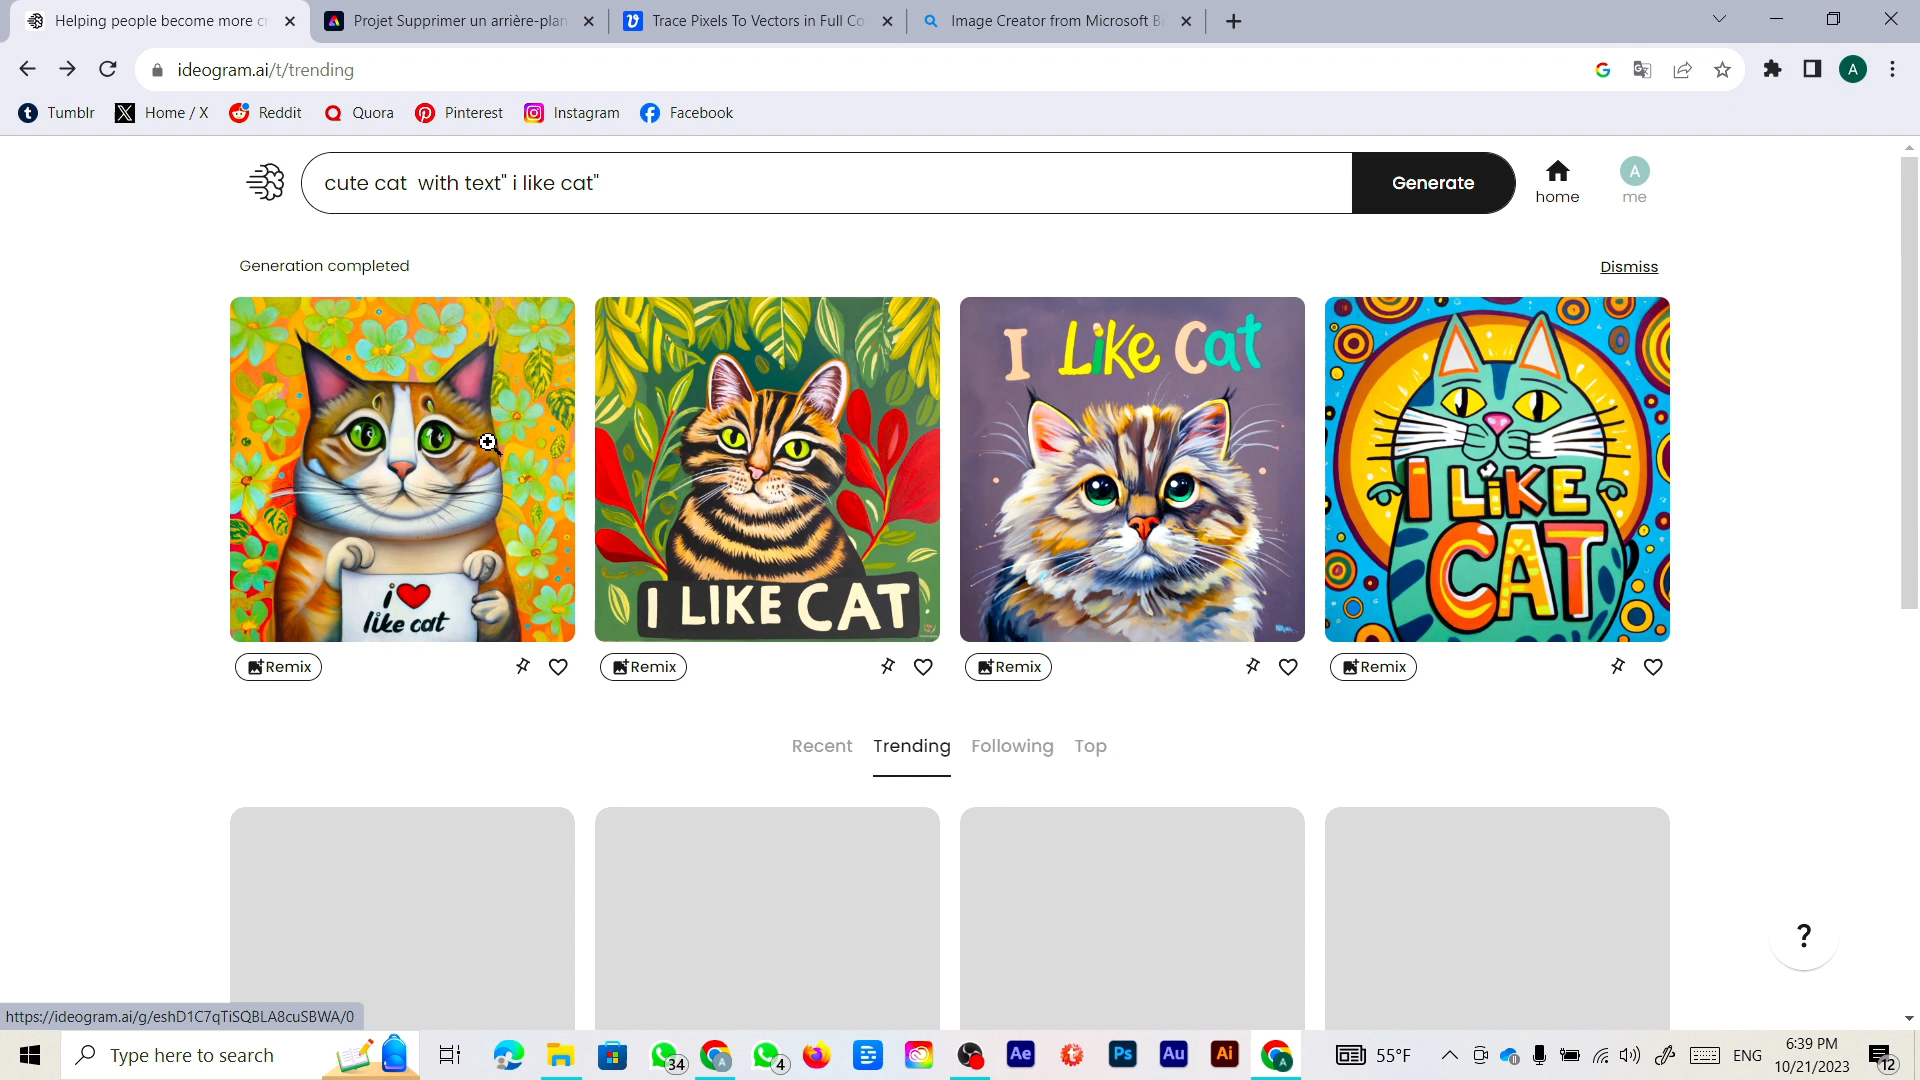 Helping people become more cr
Projet Supprimer un arrière-plan
Trace Pixels To Vectors in Full Co
Image Creator from Microsoft Bi
ideogram.ai/t/trending
A
Tumblr
Home / X
Reddit
Quora
Pinterest
Instagram
Facebook
cute cat  with text" i like cat"
Generate
home
A
me
Generation completed
Dismiss
i
like cat
I LIKE CAT
I Like Cat
I LiKE
CAT
Remix
Remix
Remix
Remix
Recent
Trending
Following
Top
?
https://ideogram.ai/g/eshD1C7qTiSQBLA8cuSBWA/0
Type here to search
34
A
4
Ae
Ps
Au
Ai
A
55°F
ENG
6:39 PM
10/21/2023
12